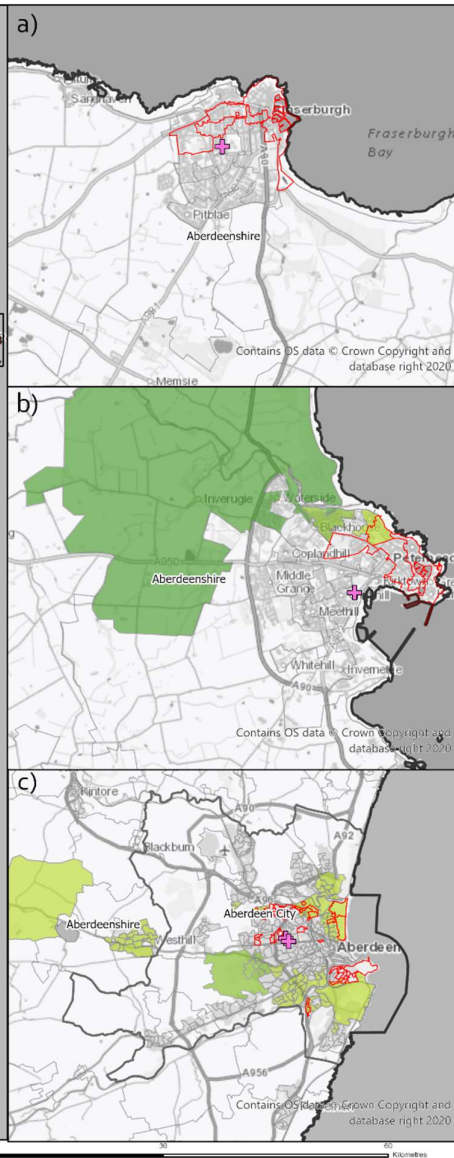 a)
Sandhaven
Fraserburgh
Fraserburgh
Bay
A90
Pitblae
Aberdeenshire
Contains OS data © Crown Copyright and
database right 2020
Memsie
b)
Inverugie
Waterside
A950
Coplandhill
Peterhead
Middle
Grange
Aberdeenshire
Meethill
Whitehill
A90
Contains OS data © Crown Copyright and
database right 2020
c)
Kintore
A90
A92
Blackburn
Aberdeen City
Aberdeenshire
Westhill
Aberdeen
A956
Contains OS data © Crown Copyright and
database right 2020
30
60
Kilometres